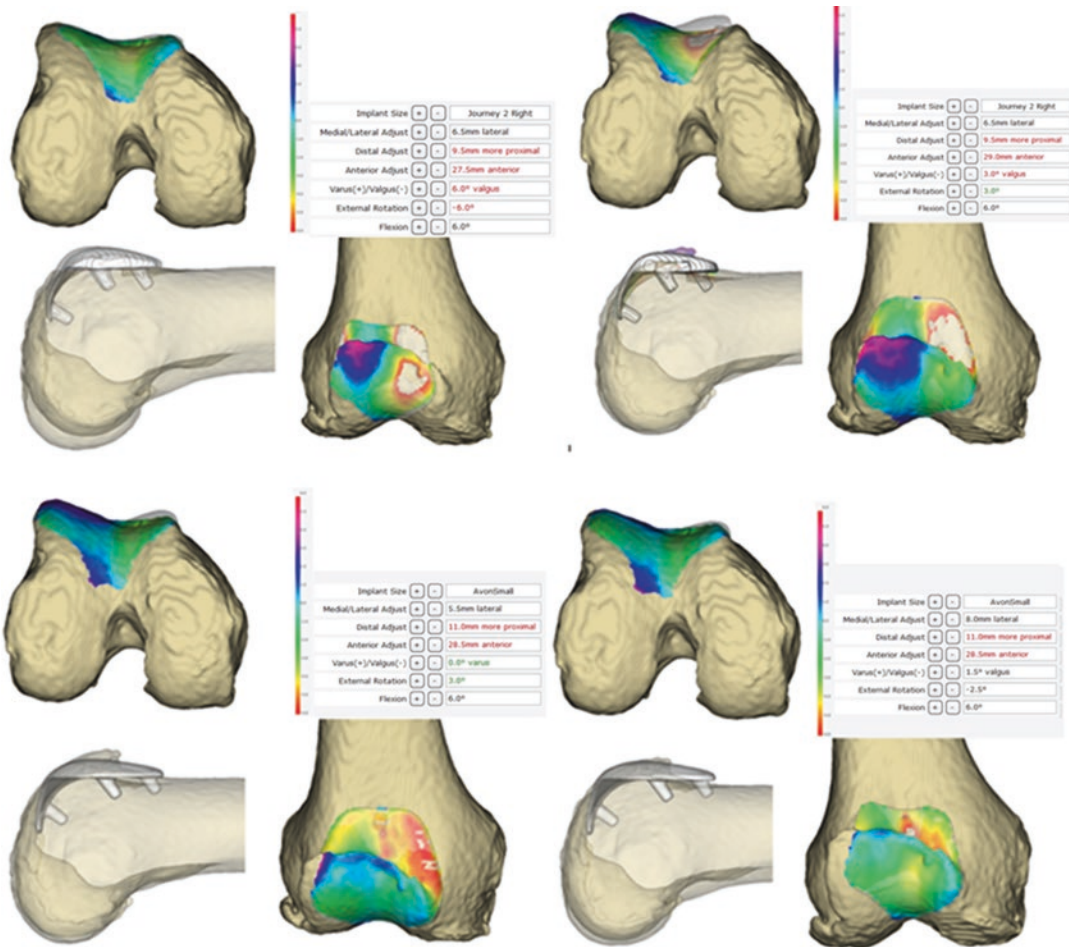 Implant Size + - Journey 2 Right
Medial/Lateral Adjust + - 6.5mm lateral
Distal Adjust + - 9.5mm more proximal
Anterior Adjust + - 27.5mm anterior
Varus(+)/Valgus(-) + - 6.0° valgus
External Rotation + - -6.0°
Flexion + - 6.0°
Implant Size + - Journey 2 Right
Medial/Lateral Adjust + - 6.5mm lateral
Distal Adjust + - 9.5mm more proximal
Anterior Adjust + - 29.0mm anterior
Varus(+)/Valgus(-) + - 3.0° valgus
External Rotation + - 3.0°
Flexion + - 6.0°
Implant Size + - AvonSmall
Medial/Lateral Adjust + - 5.5mm lateral
Distal Adjust + - 11.0mm more proximal
Anterior Adjust + - 28.5mm anterior
Varus(+)/Valgus(-) + - 0.0° varus
External Rotation + - 3.0°
Flexion + - 6.0°
Implant Size + - AvonSmall
Medial/Lateral Adjust + - 8.0mm lateral
Distal Adjust + - 11.0mm more proximal
Anterior Adjust + - 28.5mm anterior
Varus(+)/Valgus(-) + - 1.5° valgus
External Rotation + - -2.5°
Flexion + - 6.0°